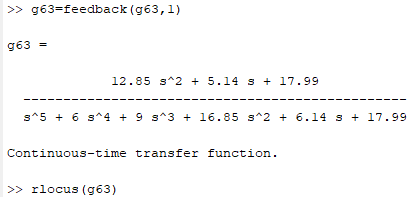 >> g63=feedback(g63,1)
g63 =
12.85 s^2 + 5.14 s + 17.99
-----------------------------------------------
s^5 + 6 s^4 + 9 s^3 + 16.85 s^2 + 6.14 s + 17.99
Continuous-time transfer function.
>> rlocus(g63)